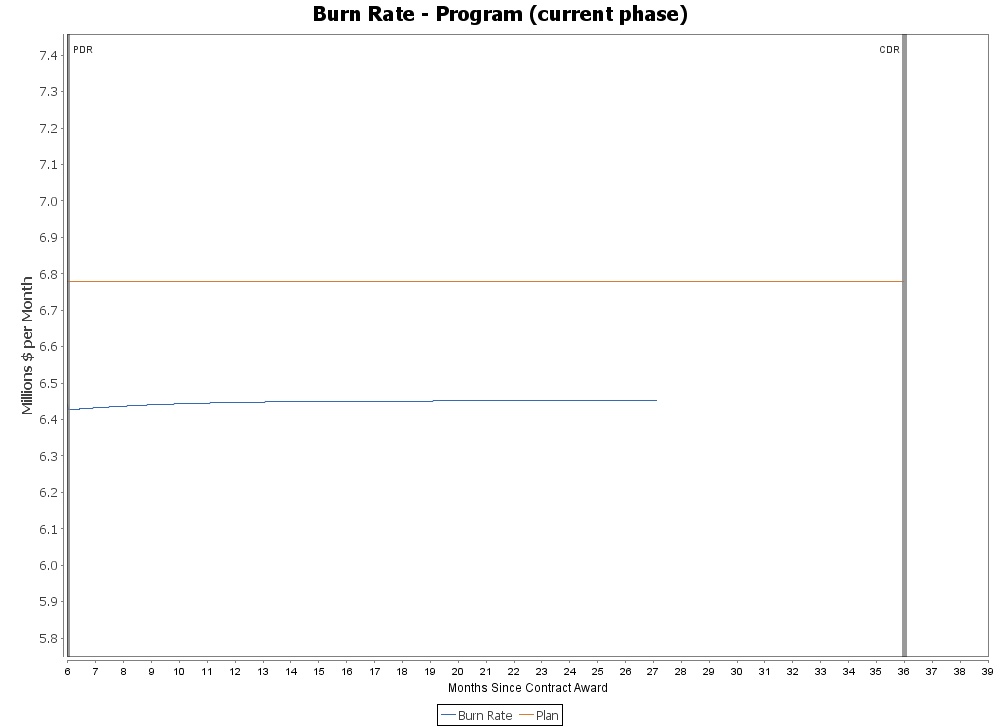 Burn Rate - Program (current phase)
PDR
CDR
7.4
7.3
7.2
7.1
7.0
6.9
6.8
6.7
6.6
6.5
6.4
6.3
6.2
6.1
6.0
5.9
5.8
Millions $ per Month
6 7 8 9 10 11 12 13 14 15 16 17 18 19 20 21 22 23 24 25 26 27 28 29 30 31 32 33 34 35 36 37 38 39
Months Since Contract Award
Burn Rate Plan